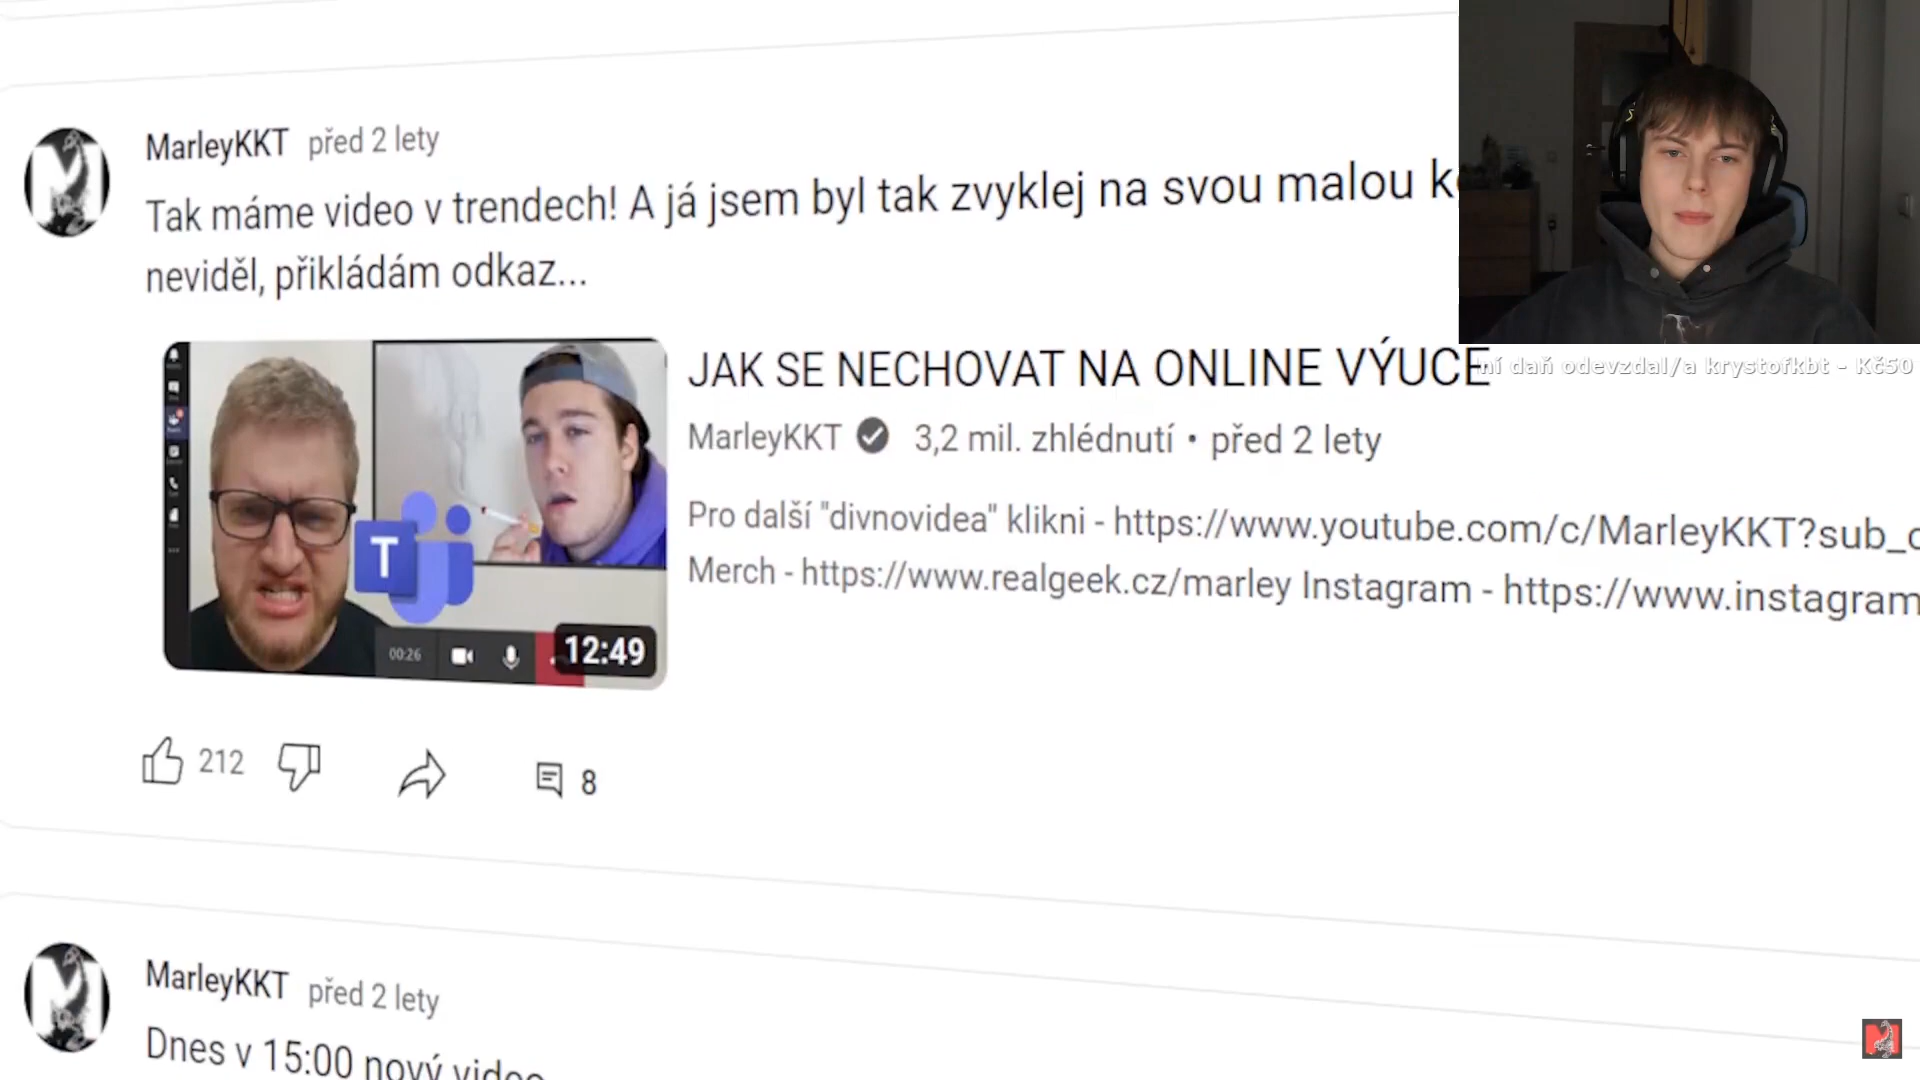 MarleyKKT před 2 lety
Tak máme video v trendech! A já jsem byl tak zvyklej na svou malou
neviděl, přikládám odkaz...
JAK SE NECHOVAT NA ONLINE VÝUCE
ní daň odevzdal/a krystofkbt - Kč50
MarleyKKT 3,2 mil. zhlédnutí • před 2 lety
Pro další "divnovidea" klikni - https://www.youtube.com/c/MarleyKKT?sub_c
Merch - https://www.realgeek.cz/marley Instagram - https://www.instagram
T
00:26
12:49
212
8
MarleyKKT před 2 lety
Dnes v 15:00 nový video